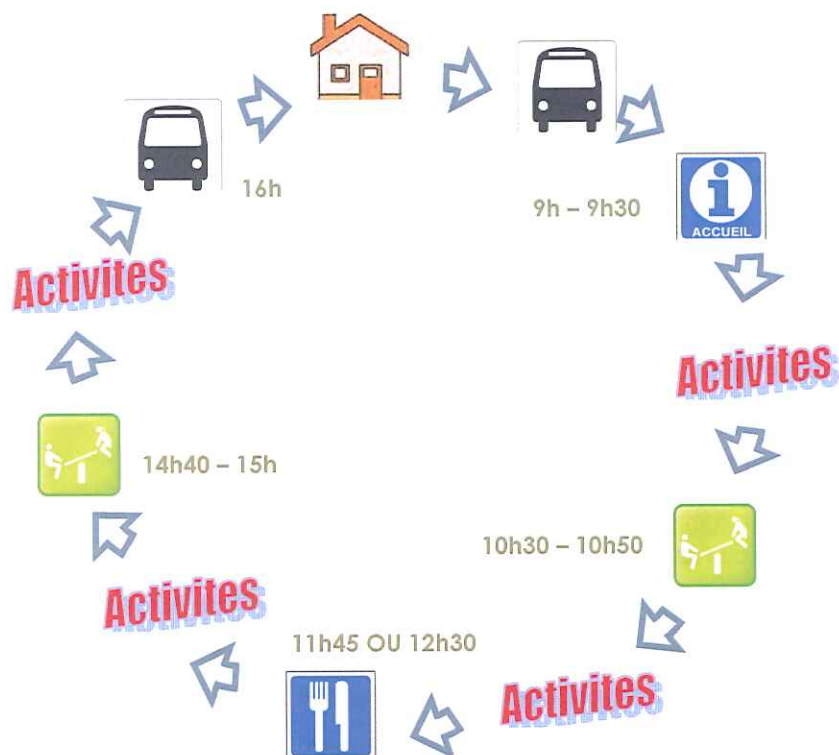 16h
9h – 9h30
ACCUEIL
Activites
Activites
14h40 – 15h
10h30 – 10h50
Activites
11h45 OU 12h30
Activites